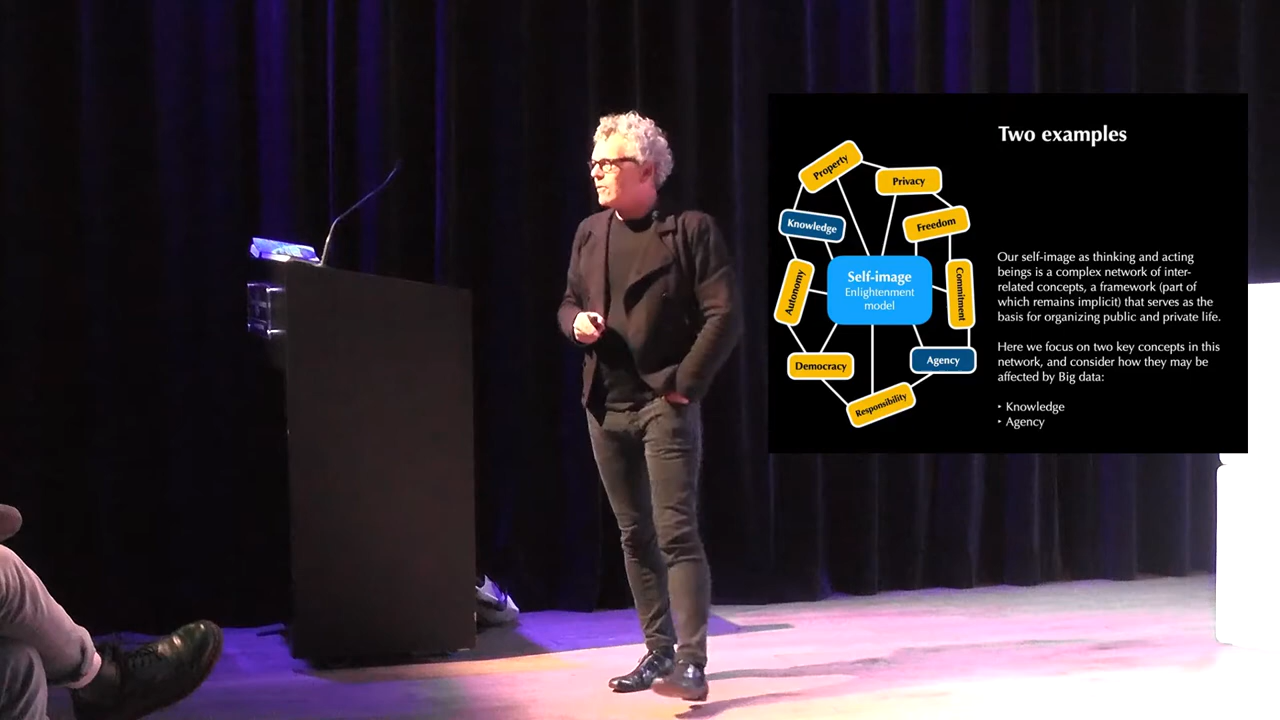 Two examples
Property
Privacy
Knowledge
Freedom
Self-image
Enlightenment
model
Autonomy
Commitment
Democracy
Agency
Responsibility
Our self-image as thinking and acting
beings is a complex network of inter-
related concepts, a framework (part of
which remains implicit) that serves as the
basis for organizing public and private life.
Here we focus on two key concepts in this
network, and consider how they may be
affected by Big data:
‣ Knowledge
‣ Agency